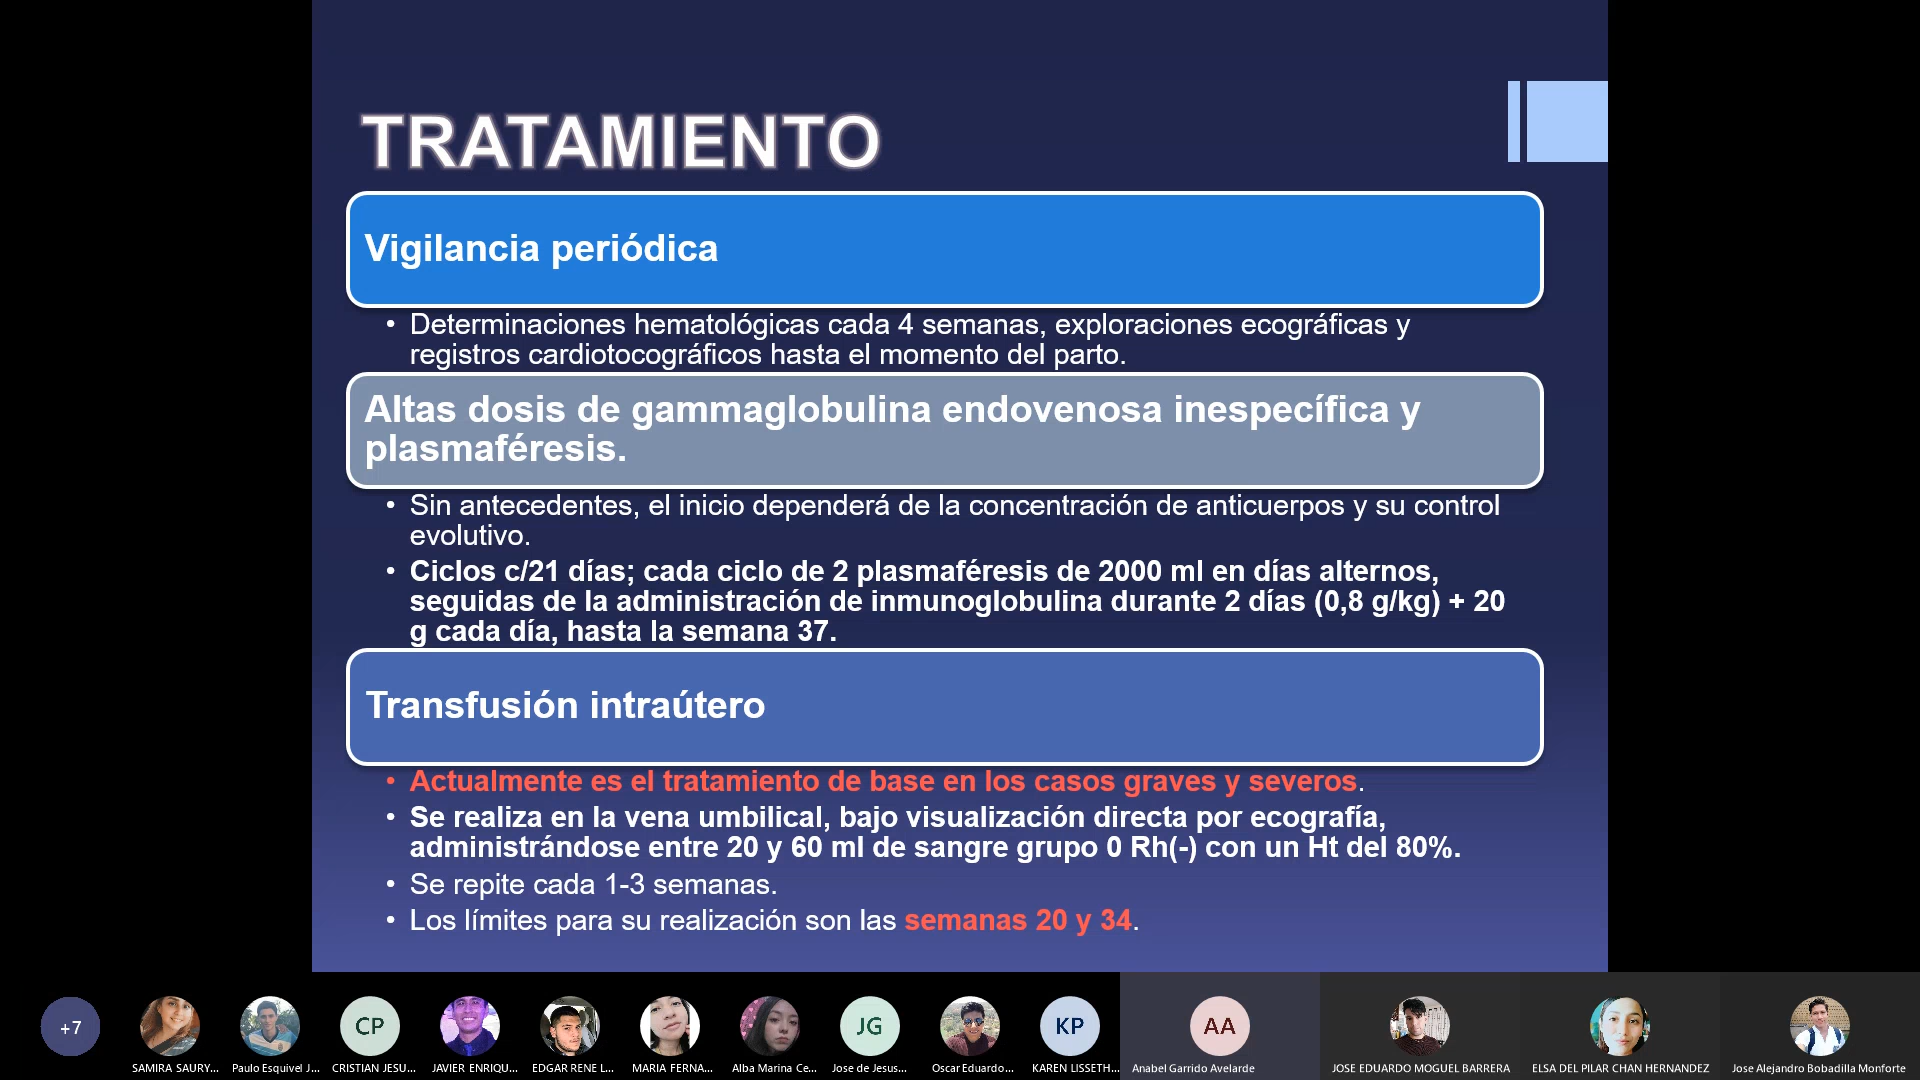 TRATAMIENTO
Vigilancia periódica
• Determinaciones hematológicas cada 4 semanas, exploraciones ecográficas y
registros cardiotocográficos hasta el momento del parto.
Altas dosis de gammaglobulina endovenosa inespecífica y
plasmaféresis.
• Sin antecedentes, el inicio dependerá de la concentración de anticuerpos y su control
evolutivo.
• Ciclos c/21 días; cada ciclo de 2 plasmaféresis de 2000 ml en días alternos,
seguidas de la administración de inmunoglobulina durante 2 días (0,8 g/kg) + 20
g cada día, hasta la semana 37.
Transfusión intraútero
• Actualmente es el tratamiento de base en los casos graves y severos.
• Se realiza en la vena umbilical, bajo visualización directa por ecografía,
administrándose entre 20 y 60 ml de sangre grupo 0 Rh(-) con un Ht del 80%.
• Se repite cada 1-3 semanas.
• Los límites para su realización son las semanas 20 y 34.
+7
CP
JG
KP
AA
SAMIRA SAURY...
Paulo Esquivel J...
CRISTIAN JESU...
JAVIER ENRIQU...
EDGAR RENE L...
MARIA FERNA...
Alba Marina Ce...
Jose de Jesus...
Oscar Eduardo...
KAREN LISSETH...
Anabel Garrido Avelarde
JOSE EDUARDO MOGUEL BARRERA
ELSA DEL PILAR CHAN HERNANDEZ
Jose Alejandro Bobadilla Monforte